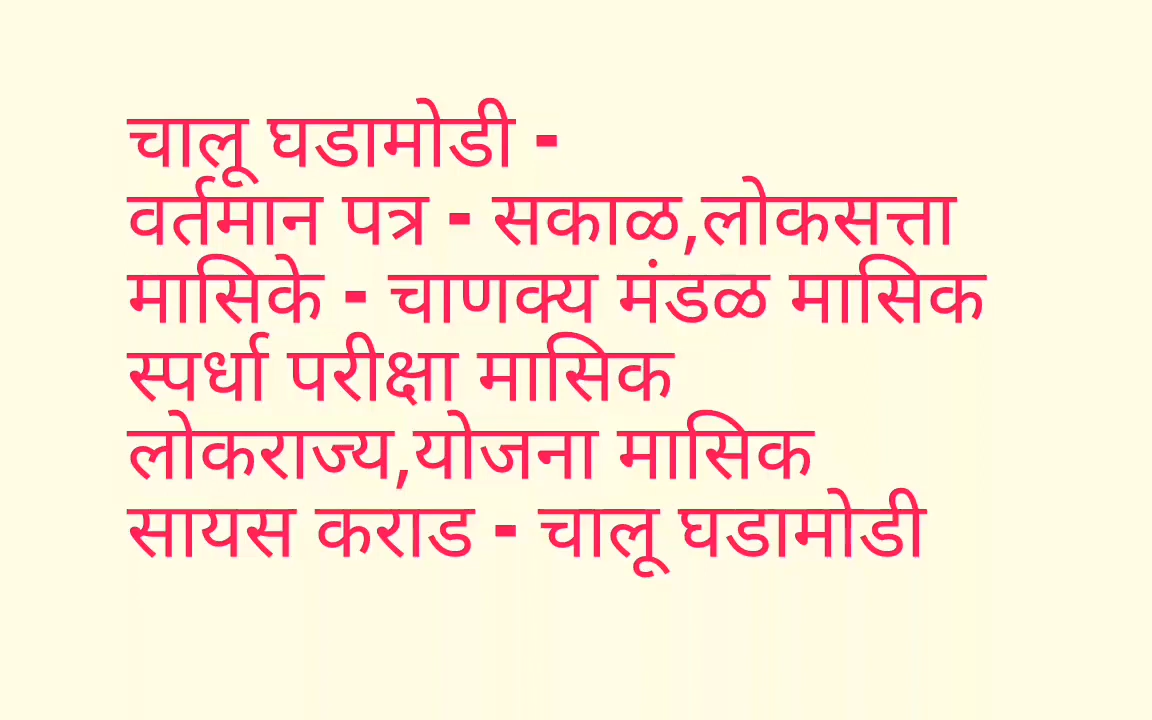 चालू घडामोडी -
वर्तमान पत्र - सकाळ,लोकसत्ता
मासिके - चाणक्य मंडळ मासिक
स्पर्धा परीक्षा मासिक
लोकराज्य,योजना मासिक
सायस कराड - चालू घडामोडी